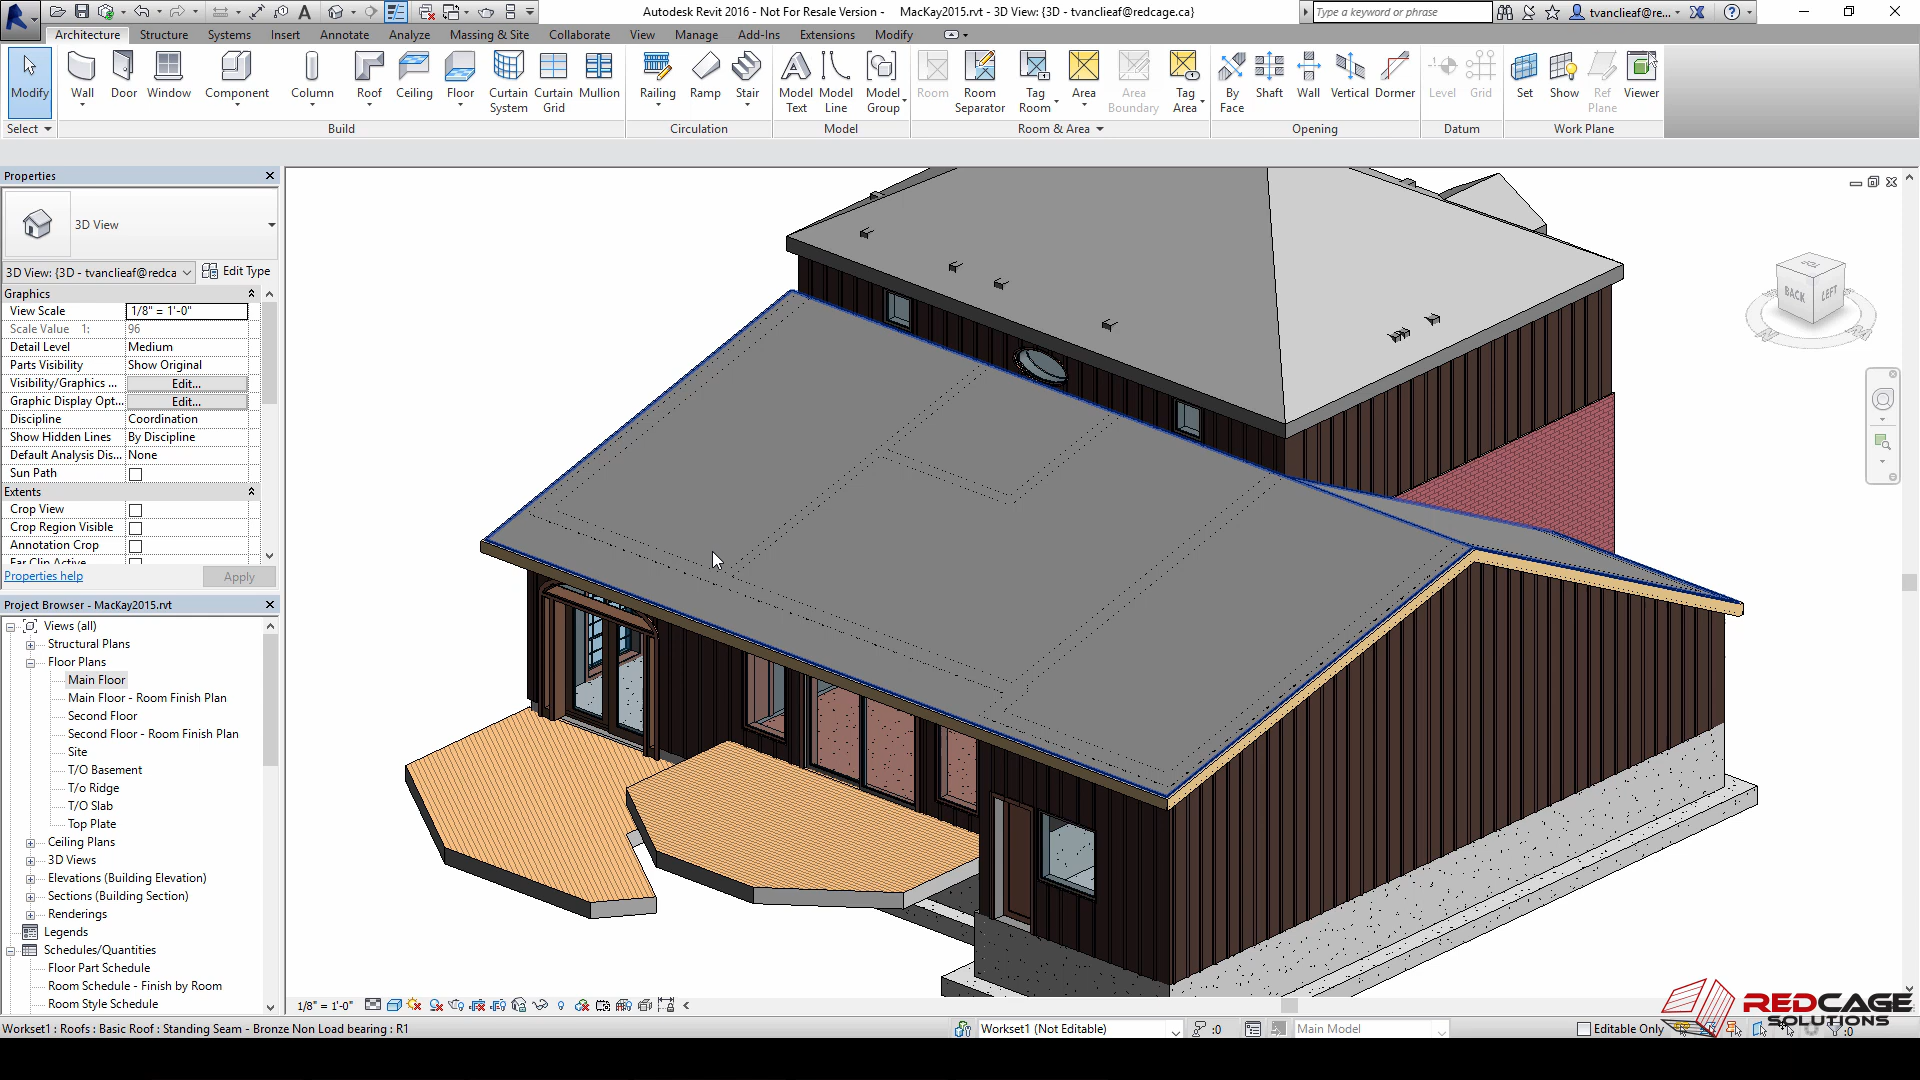 Autodesk Revit 2016 - Not For Resale Version - MacKay2015.rvt - 3D View: {3D - tvanclieaf@redcage.ca}
Type a keyword or phrase
tvanclieaf@re...
Architecture Structure Systems Insert Annotate Analyze Massing & Site Collaborate View Manage Add-Ins Extensions Modify
Modify
Wall
Door
Window
Component
Column
Roof
Ceiling
Floor
Curtain System
Curtain Grid
Mullion
Railing
Ramp
Stair
Model Text
Model Line
Model Group
Room
Room Separator
Tag Room
Area
Area Boundary
Tag Area
By Face
Shaft
Wall
Vertical
Dormer
Level
Grid
Set
Show
Ref Plane
Viewer
Select
Build
Circulation
Model
Room & Area
Opening
Datum
Work Plane
Properties
3D View
3D View: {3D - tvanclieaf@redca
Edit Type
Graphics
View Scale 1/8" = 1'-0"
Scale Value 1: 96
Detail Level Medium
Parts Visibility Show Original
Visibility/Graphics ... Edit...
Graphic Display Opt... Edit...
Discipline Coordination
Show Hidden Lines By Discipline
Default Analysis Dis... None
Sun Path
Extents
Crop View
Crop Region Visible
Annotation Crop
Far Clip Active
Properties help
Apply
Project Browser - MacKay2015.rvt
Views (all)
Structural Plans
Floor Plans
Main Floor
Main Floor - Room Finish Plan
Second Floor
Second Floor - Room Finish Plan
Site
T/O Basement
T/o Ridge
T/O Slab
Top Plate
Ceiling Plans
3D Views
Elevations (Building Elevation)
Sections (Building Section)
Renderings
Legends
Schedules/Quantities
Floor Part Schedule
Room Schedule - Finish by Room
Room Style Schedule
TOP
BACK
LEFT
1/8" = 1'-0"
REDCAGE
SOLUTIONS
Workset1 : Roofs : Basic Roof : Standing Seam - Bronze Non Load bearing : R1
Workset1 (Not Editable)
:0
Main Model
Editable Only
:0